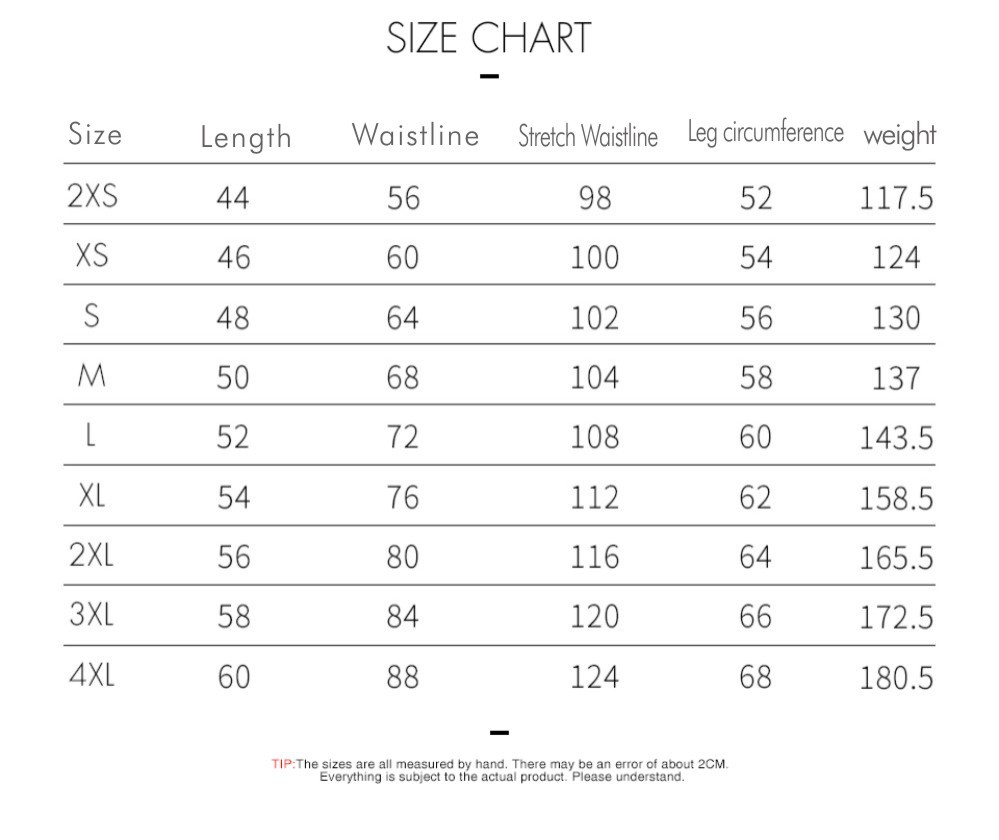 SIZE CHART
Size Length Waistline Stretch Waistline Leg circumference weight
2XS 44 56 98 52 117.5
XS 46 60 100 54 124
S 48 64 102 56 130
M 50 68 104 58 137
L 52 72 108 60 143.5
XL 54 76 112 62 158.5
2XL 56 80 116 64 165.5
3XL 58 84 120 66 172.5
4XL 60 88 124 68 180.5
TIP:The sizes are all measured by hand. There may be an error of about 2CM.
Everything is subject to the actual product. Please understand.